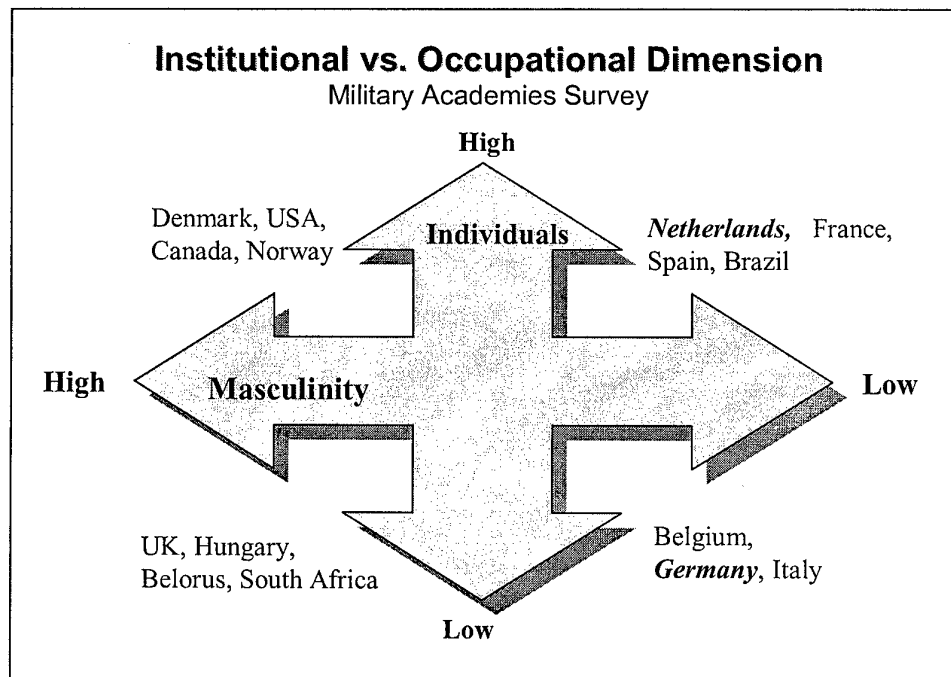 Institutional vs. Occupational Dimension
Military Academies Survey
High
Denmark, USA,
Canada, Norway
Individuals
Netherlands, France,
Spain, Brazil
High
Masculinity
Low
UK, Hungary,
Belorus, South Africa
Belgium,
Germany, Italy
Low